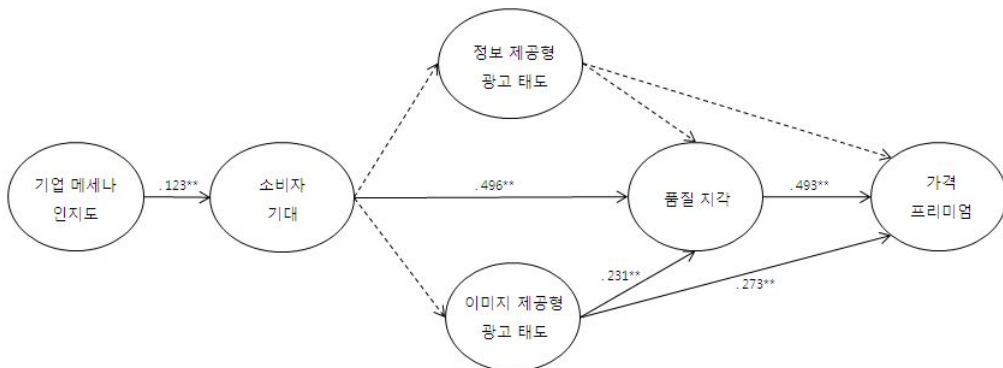 정보 제공형
광고 태도
기업 메세나
인지도
.123**
소비자
기대
.496**
품질 지각
.493**
가격
프리미엄
.231**
.273**
이미지 제공형
광고 태도